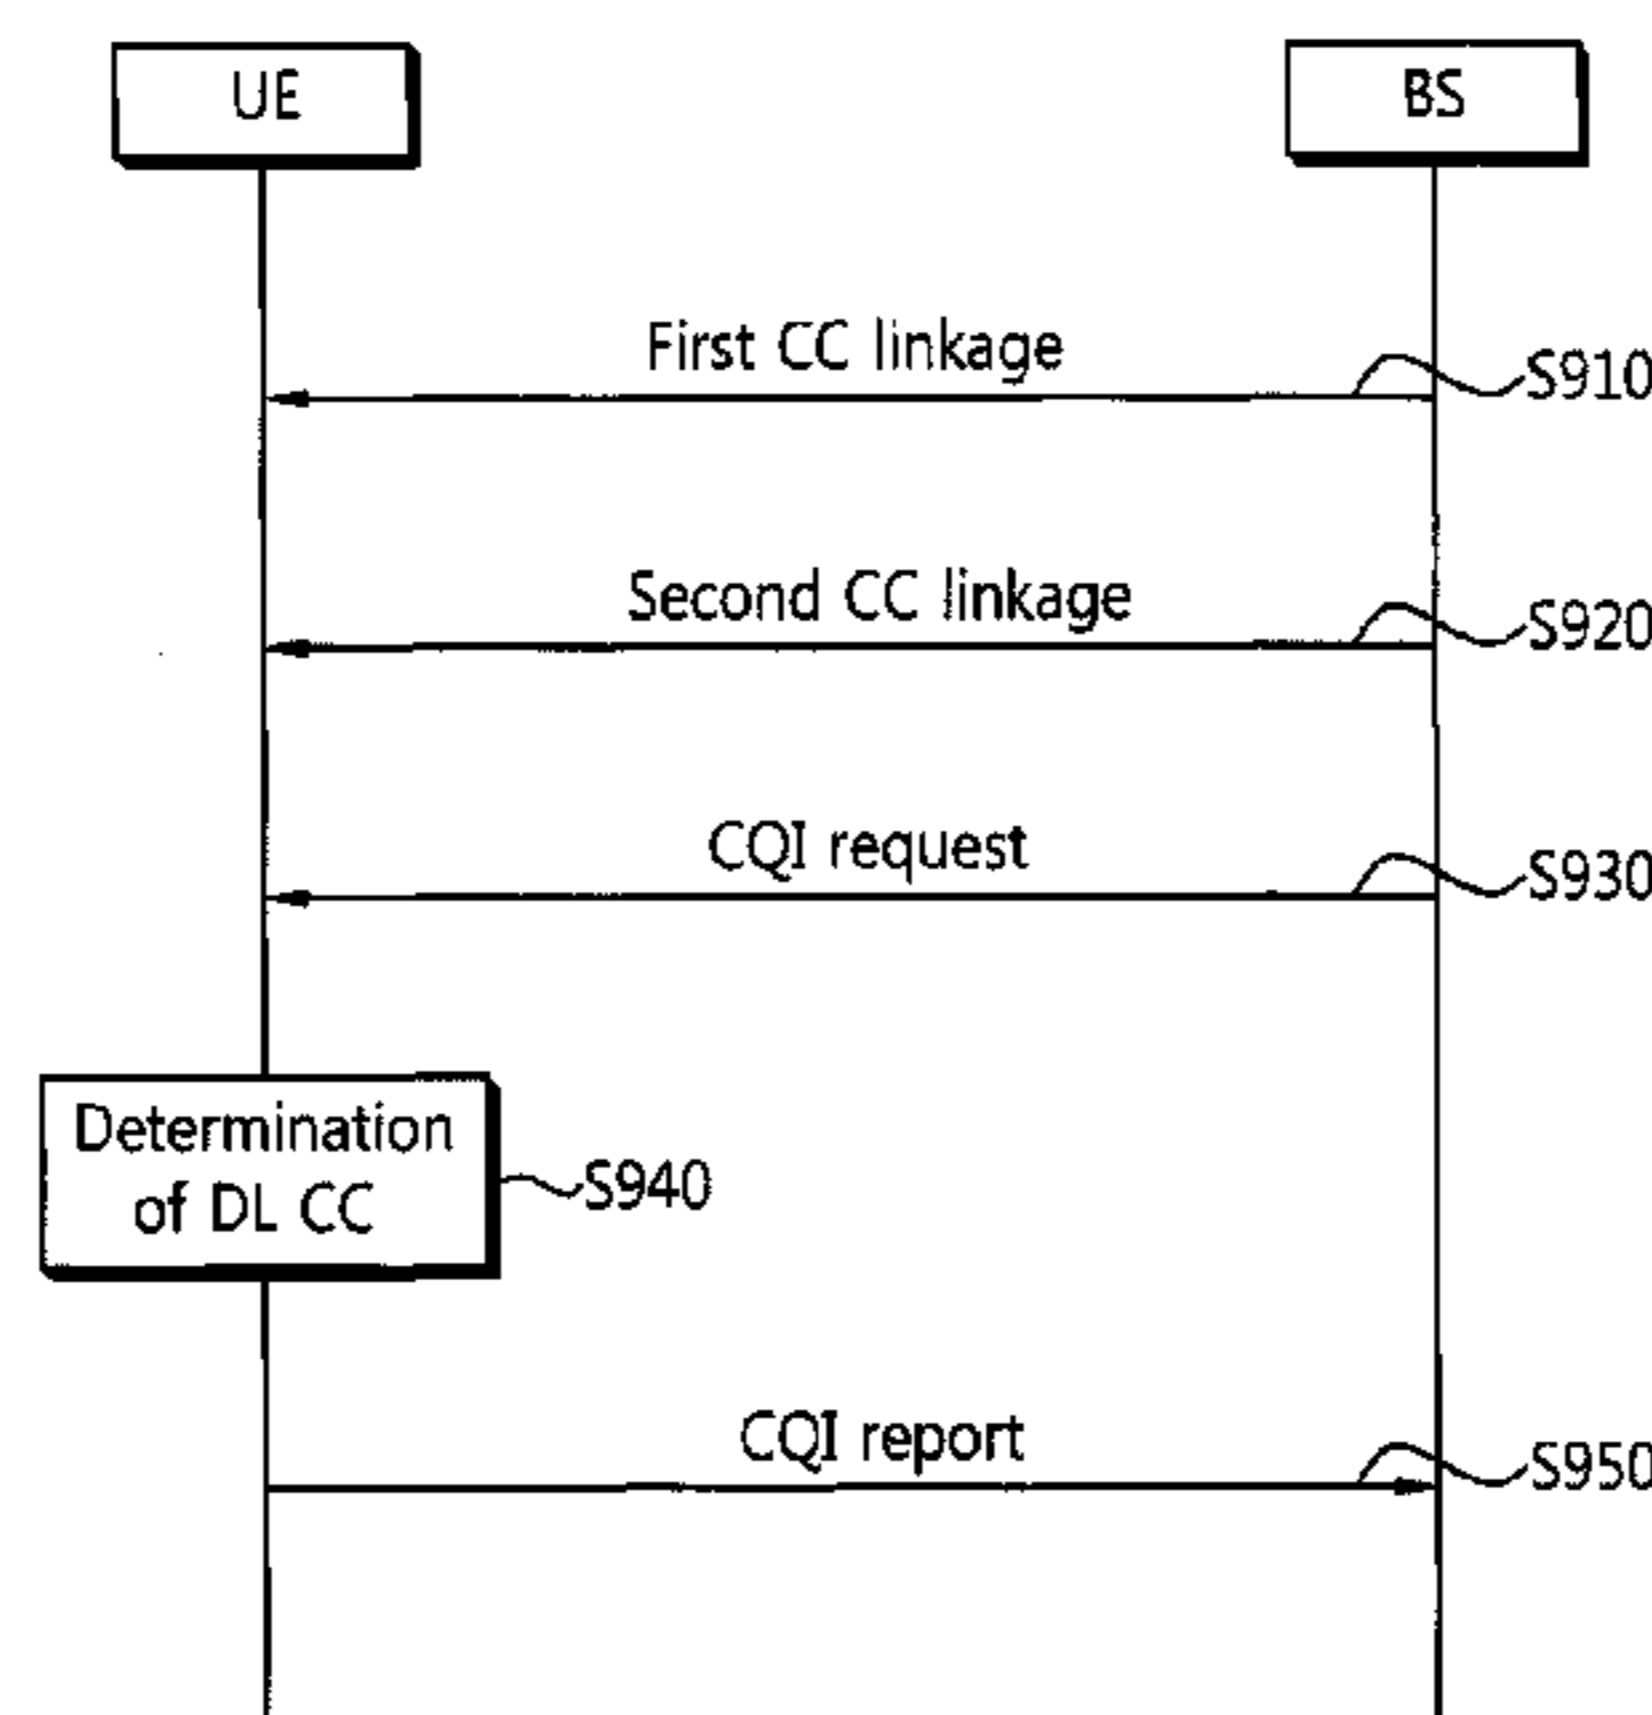 UE
BS
First CC linkage
S910
Second CC linkage
S920
CQI request
S930
Determination
of DL CC
S940
CQI report
S950